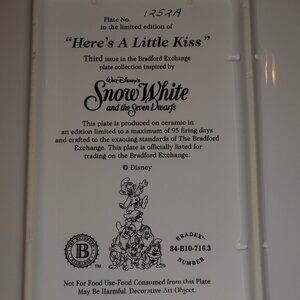 Plate No. 1252A
in the limited edition of
"Here's A Little Kiss"
Third issue in the Bradford Exchange
plate collection inspired by
Walt Disney's
Snow White
and the Seven Dwarfs
This plate is produced on ceramic in
an edition limited to a maximum of 95 firing days
and crafted to the exacting standards of The Bradford
Exchange. This plate is officially listed for
trading on the Bradford Exchange.
© Disney
B
TM
BRADEX
84-B10-716.3
NUMBER
Not For Food Use-Food Consumed from this Plate
May Be Harmful. Decorative Art Object.